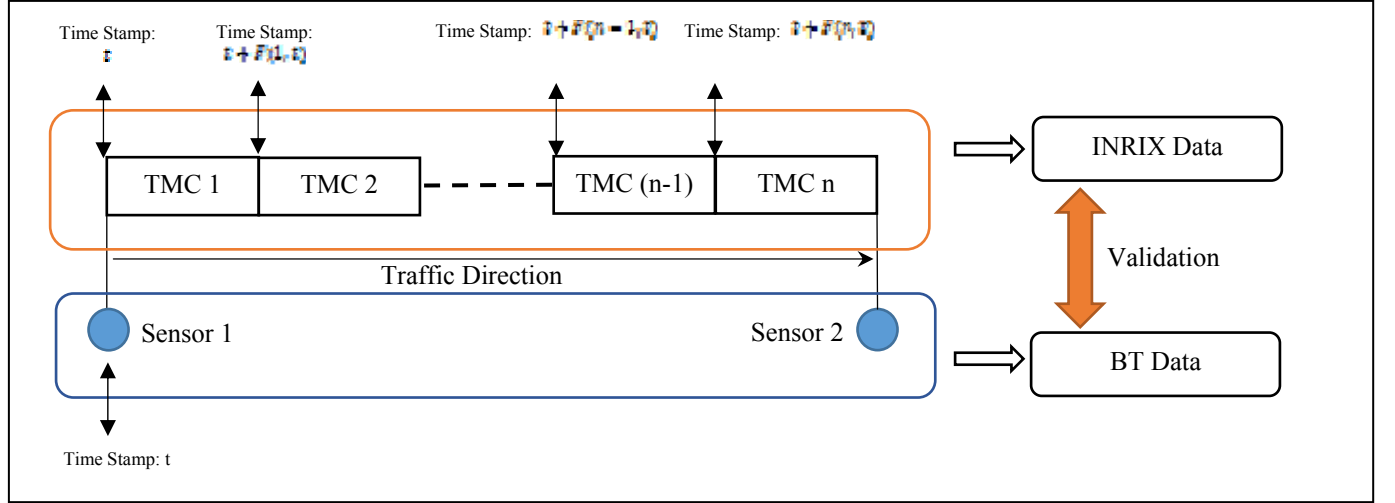 Time Stamp:
Time Stamp:
Time Stamp:
Time Stamp:
TMC 1
TMC 2
TMC (n-1)
TMC n
INRIX Data
Traffic Direction
Validation
Sensor 1
Sensor 2
BT Data
Time Stamp: t